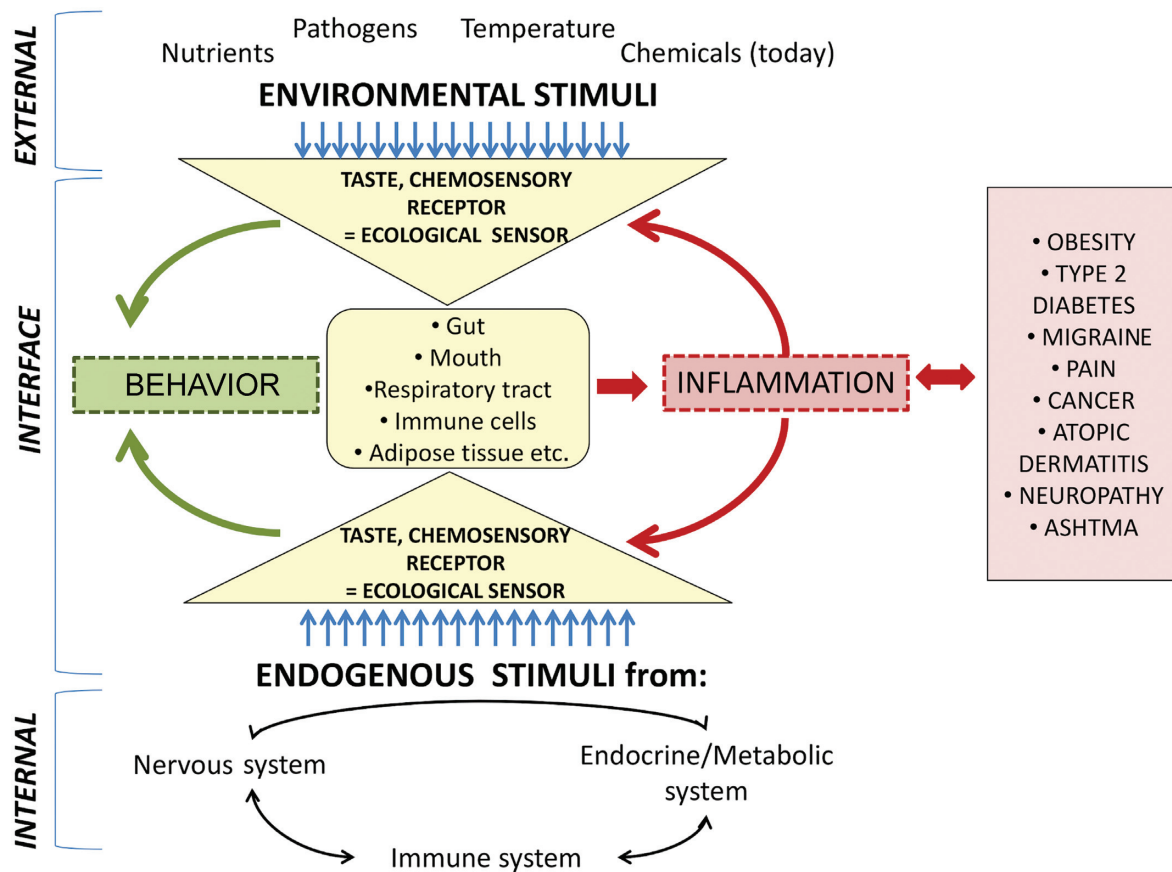 EXTERNAL
Pathogens
Temperature
Nutrients
Chemicals (today)
ENVIRONMENTAL STIMULI
INTERFACE
TASTE, CHEMOSENSORY
RECEPTOR
= ECOLOGICAL SENSOR
BEHAVIOR
• Gut
• Mouth
•Respiratory tract
• Immune cells
• Adipose tissue etc.
INFLAMMATION
• OBESITY
• TYPE 2
DIABETES
• MIGRAINE
• PAIN
• CANCER
• ATOPIC
DERMATITIS
• NEUROPATHY
• ASHTMA
TASTE, CHEMOSENSORY
RECEPTOR
= ECOLOGICAL SENSOR
ENDOGENOUS STIMULI from:
INTERNAL
Nervous system
Endocrine/Metabolic
system
Immune system